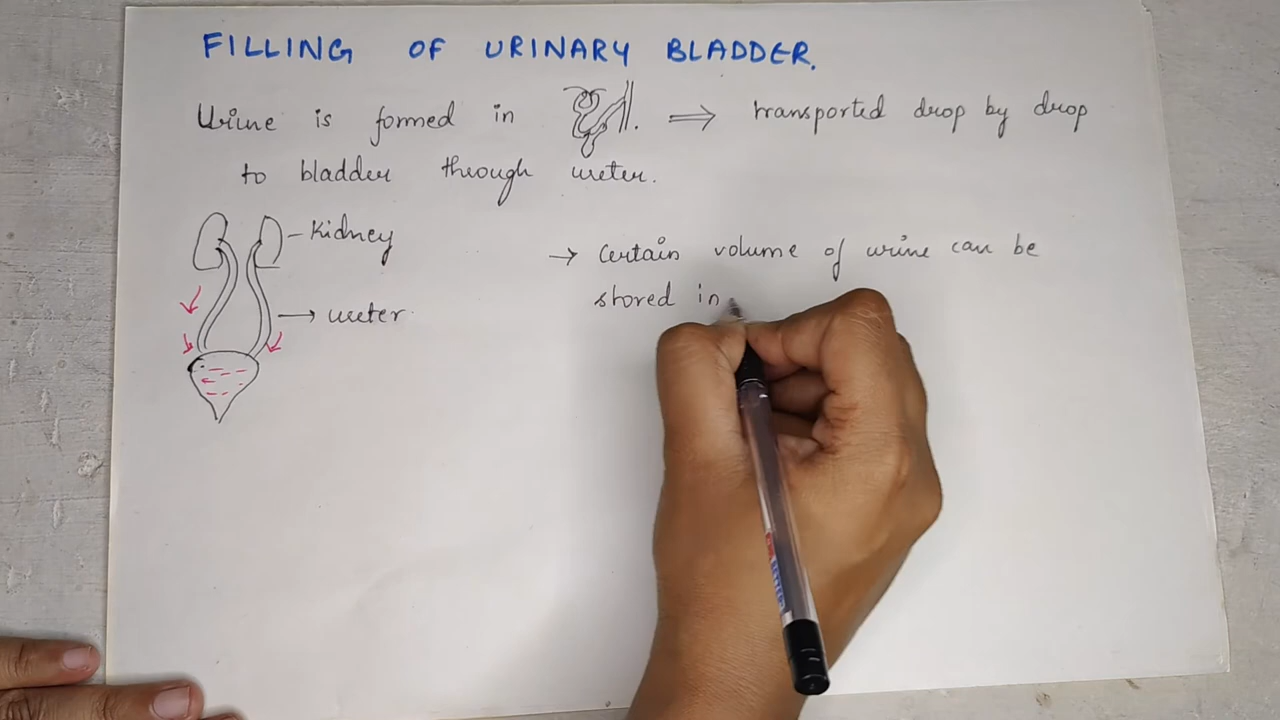 FILLING OF URINARY BLADDER.
Urine is formed in ⇒ transported drop by drop
to bladder through ureter.
Kidney
→ ureter
→ Certain volume of urine can be
stored in